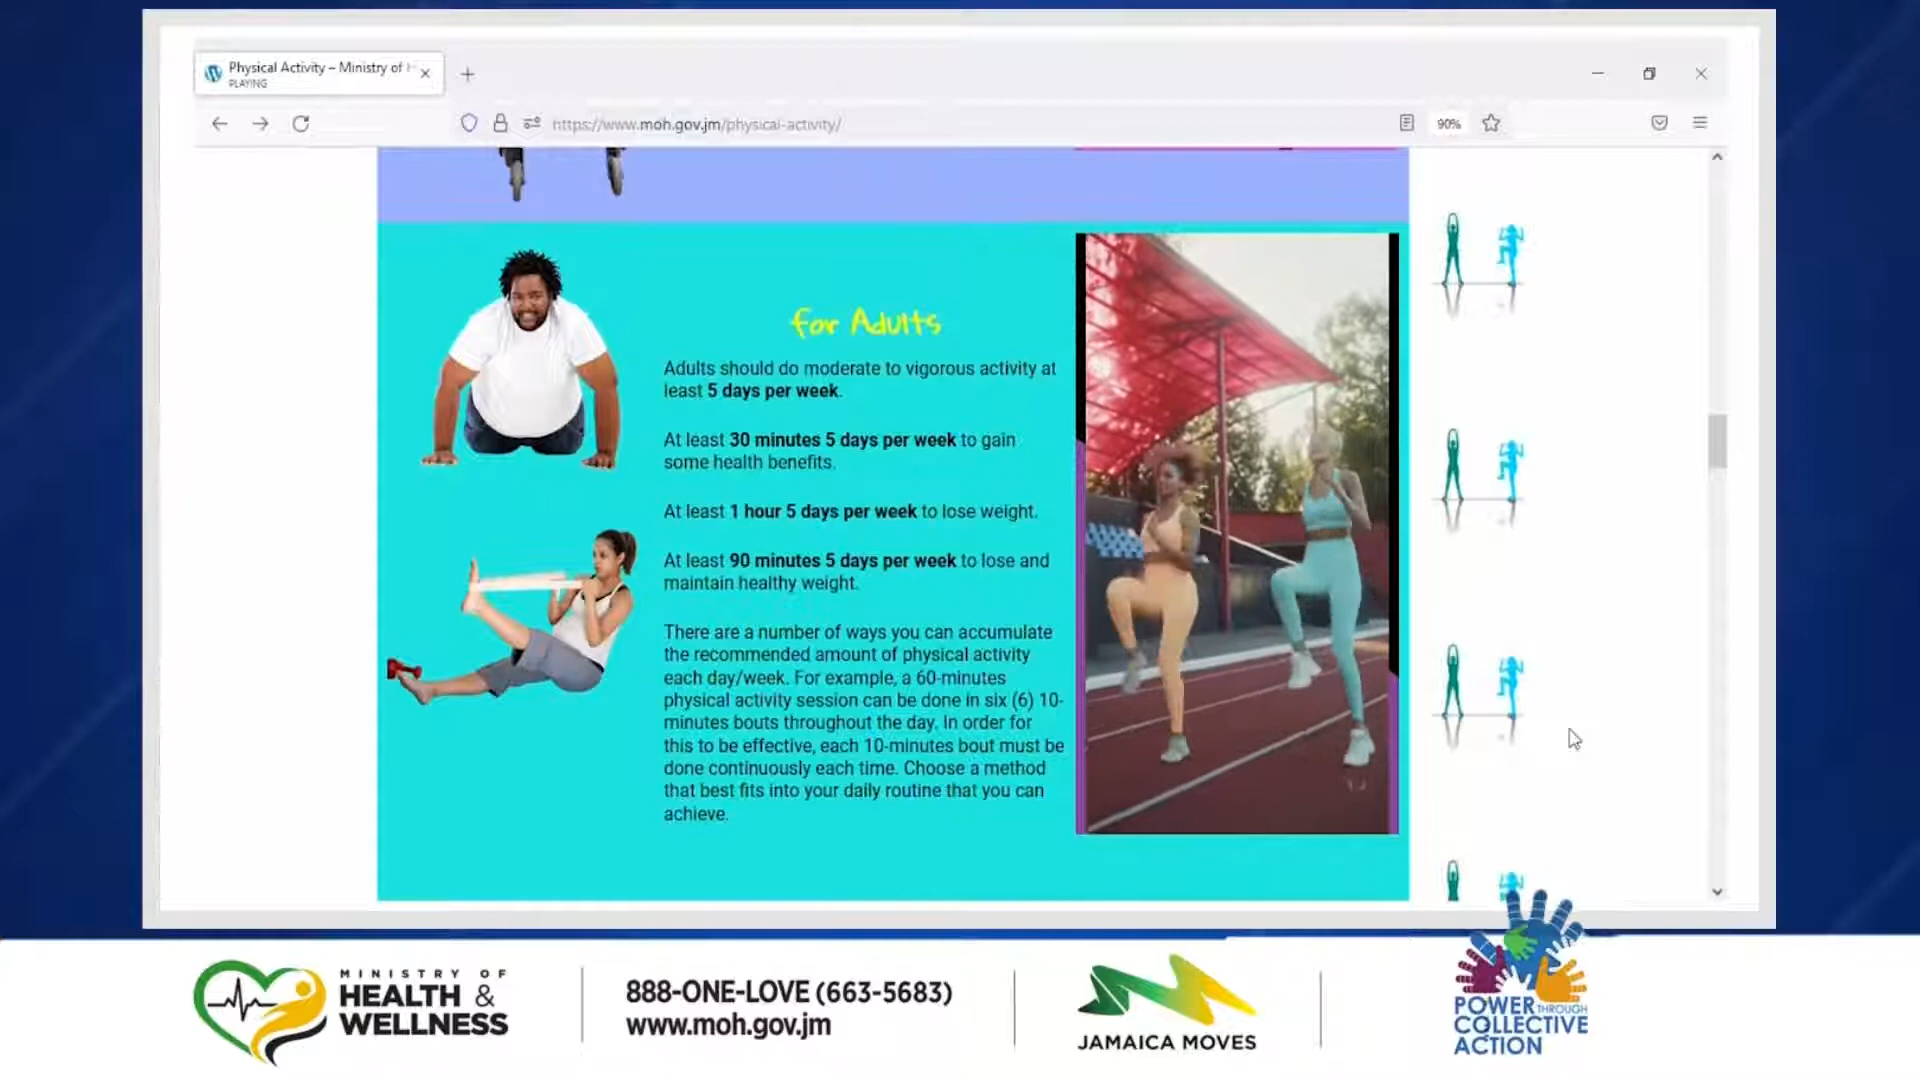 Physical Activity – Ministry of H
PLAYING
https://www.moh.gov.jm/physical-activity/
90%
for Adults
Adults should do moderate to vigorous activity at
least 5 days per week.
At least 30 minutes 5 days per week to gain
some health benefits.
At least 1 hour 5 days per week to lose weight.
At least 90 minutes 5 days per week to lose and
maintain healthy weight.
There are a number of ways you can accumulate
the recommended amount of physical activity
each day/week. For example, a 60-minutes
physical activity session can be done in six (6) 10-
minutes bouts throughout the day. In order for
this to be effective, each 10-minutes bout must be
done continuously each time. Choose a method
that best fits into your daily routine that you can
achieve.
MINISTRY OF
HEALTH &
WELLNESS
888-ONE-LOVE (663-5683)
www.moh.gov.jm
JAMAICA MOVES
POWER THROUGH
COLLECTIVE
ACTION